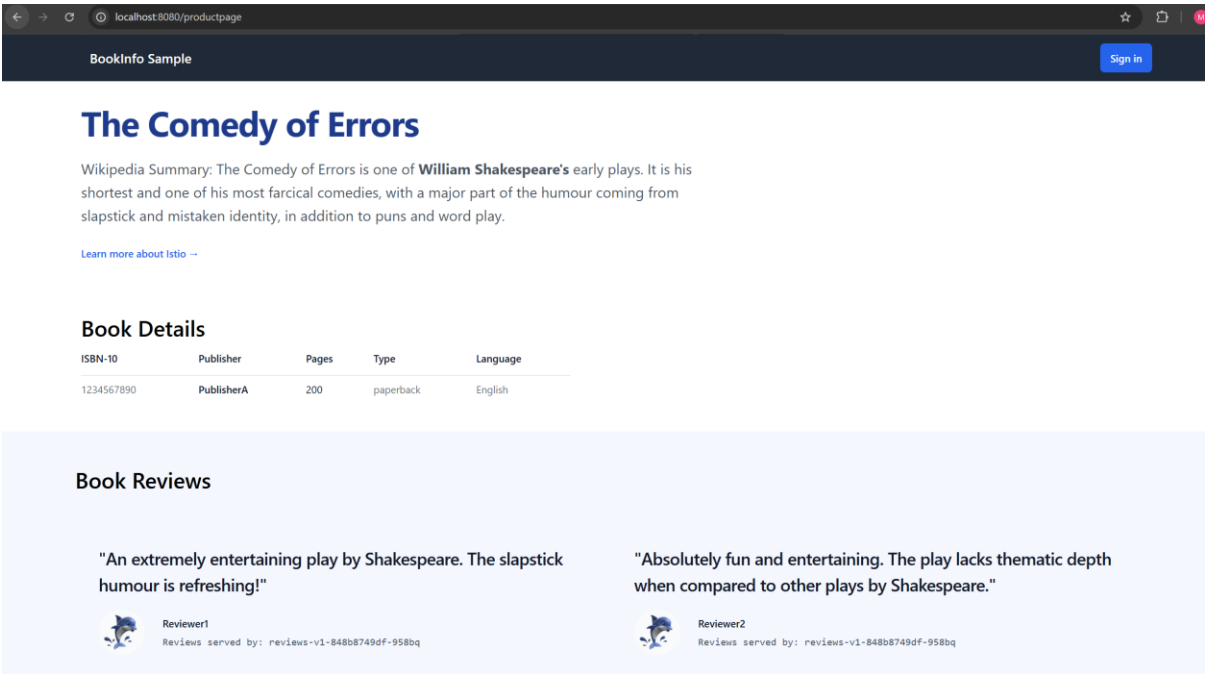 localhost:8080/productpage
M
BookInfo Sample
Sign in
The Comedy of Errors
Wikipedia Summary: The Comedy of Errors is one of William Shakespeare's early plays. It is his
shortest and one of his most farcical comedies, with a major part of the humour coming from
slapstick and mistaken identity, in addition to puns and word play.
Learn more about Istio →
Book Details
ISBN-10 Publisher Pages Type Language
1234567890 PublisherA 200 paperback English
Book Reviews
"An extremely entertaining play by Shakespeare. The slapstick
humour is refreshing!"
Reviewer1
Reviews served by: reviews-v1-848b8749df-958bq
"Absolutely fun and entertaining. The play lacks thematic depth
when compared to other plays by Shakespeare."
Reviewer2
Reviews served by: reviews-v1-848b8749df-958bq